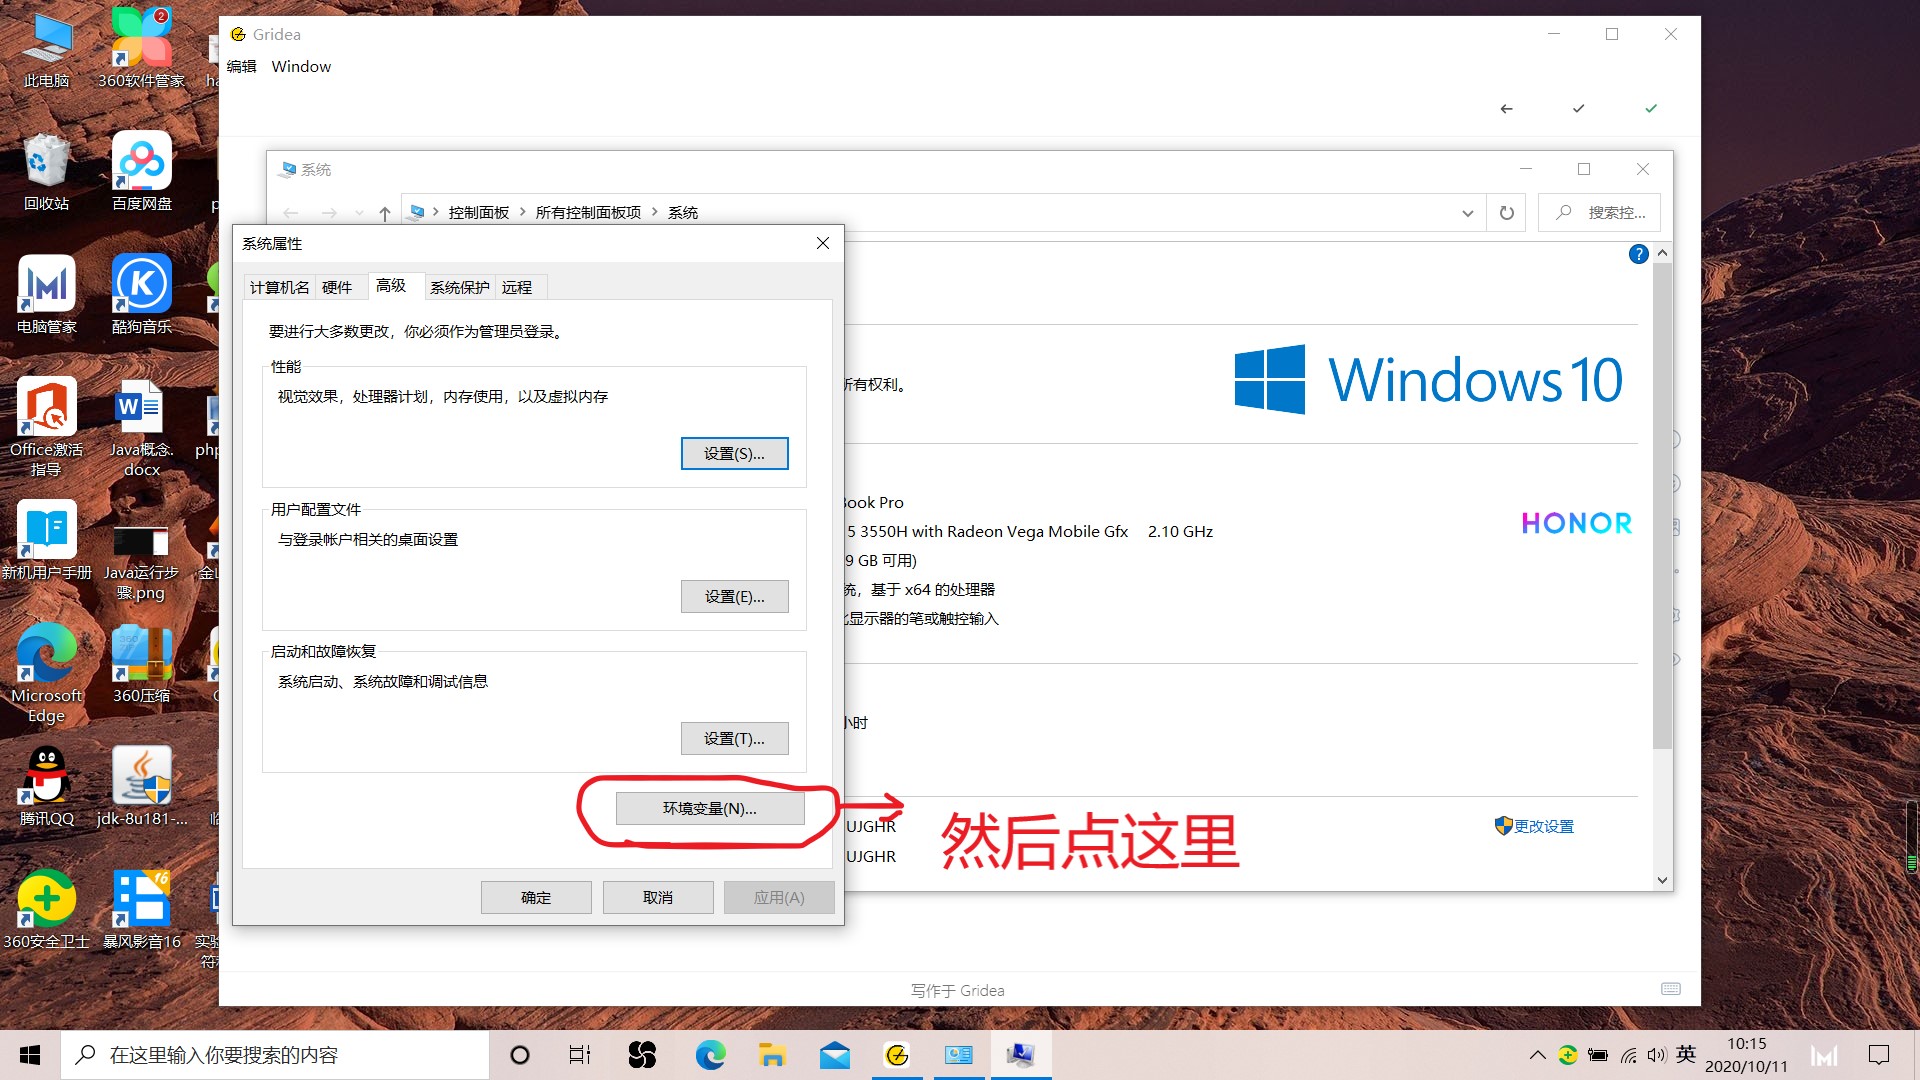 此电脑
360软件管家
2
回收站
百度网盘
电脑管家
酷狗音乐
Office激活
指导
Java概念.
docx
php
新机用户手册
Java运行步
骤.png
Microsoft
Edge
360压缩
腾讯QQ
jdk-8u181-...
360安全卫士
暴风影音16
16
Gridea
编辑 Window
系统
控制面板 > 所有控制面板项 > 系统
搜索控...
系统属性
计算机名 硬件 高级 系统保护 远程
要进行大多数更改，你必须作为管理员登录。
性能
视觉效果，处理器计划，内存使用，以及虚拟内存
设置(S)...
用户配置文件
与登录帐户相关的桌面设置
设置(E)...
启动和故障恢复
系统启动、系统故障和调试信息
设置(T)...
环境变量(N)...
确定 取消 应用(A)
所有权利。
Windows 10
Book Pro
5 3550H with Radeon Vega Mobile Gfx 2.10 GHz
HONOR
9 GB 可用)
统，基于 x64 的处理器
显示器的笔或触控输入
小时
UJGHR
UJGHR
更改设置
然后点这里
写作于 Gridea
在这里输入你要搜索的内容
英
10:15
2020/10/11